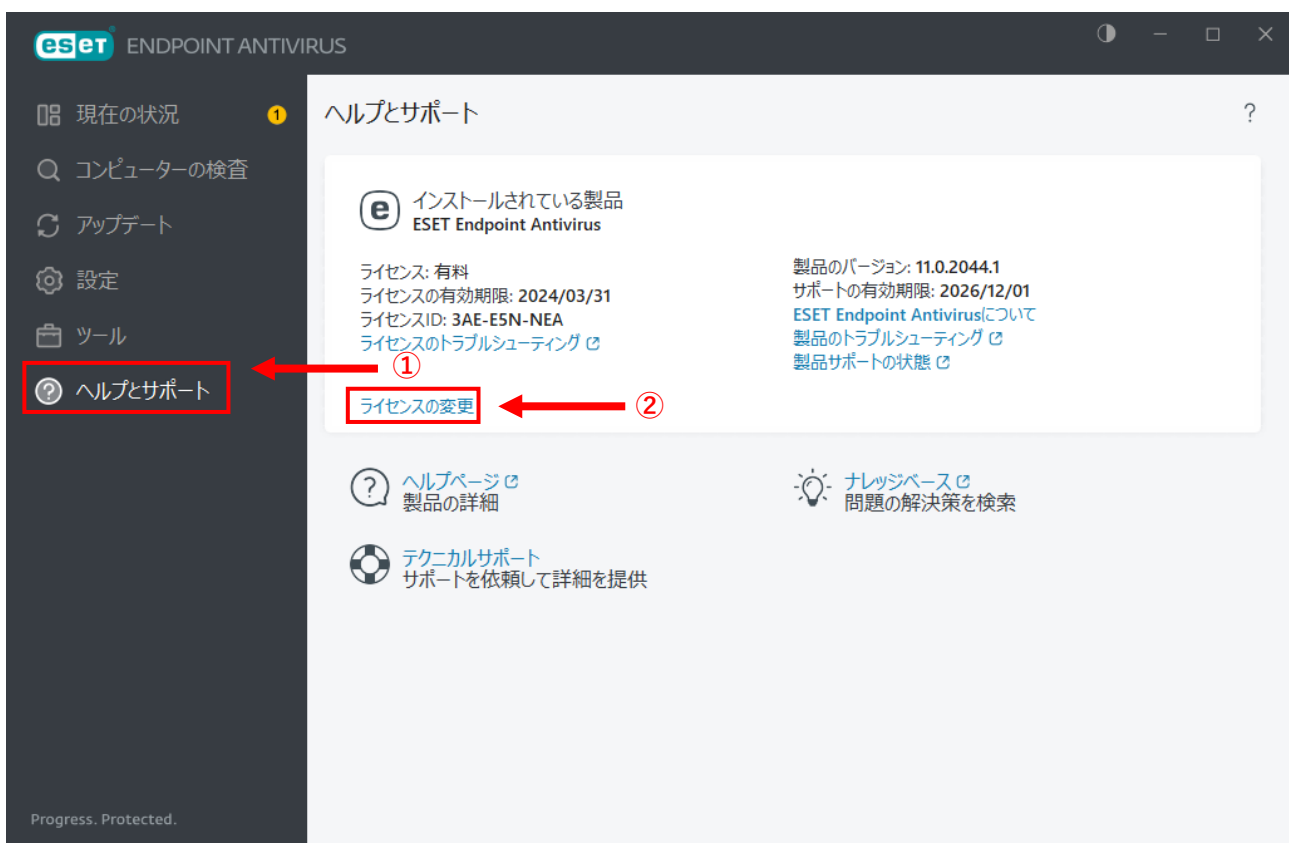 eset ENDPOINT ANTIVIRUS
現在の状況 1
コンピューターの検査
アップデート
設定
ツール
ヘルプとサポート
Progress. Protected.
ヘルプとサポート ?
インストールされている製品
ESET Endpoint Antivirus
ライセンス: 有料
ライセンスの有効期限: 2024/03/31
ライセンスID: 3AE-E5N-NEA
ライセンスのトラブルシューティング
①
ライセンスの変更
②
製品のバージョン: 11.0.2044.1
サポートの有効期限: 2026/12/01
ESET Endpoint Antivirusについて
製品のトラブルシューティング
製品サポートの状態
ヘルプページ
製品の詳細
ナレッジベース
問題の解決策を検索
テクニカルサポート
サポートを依頼して詳細を提供